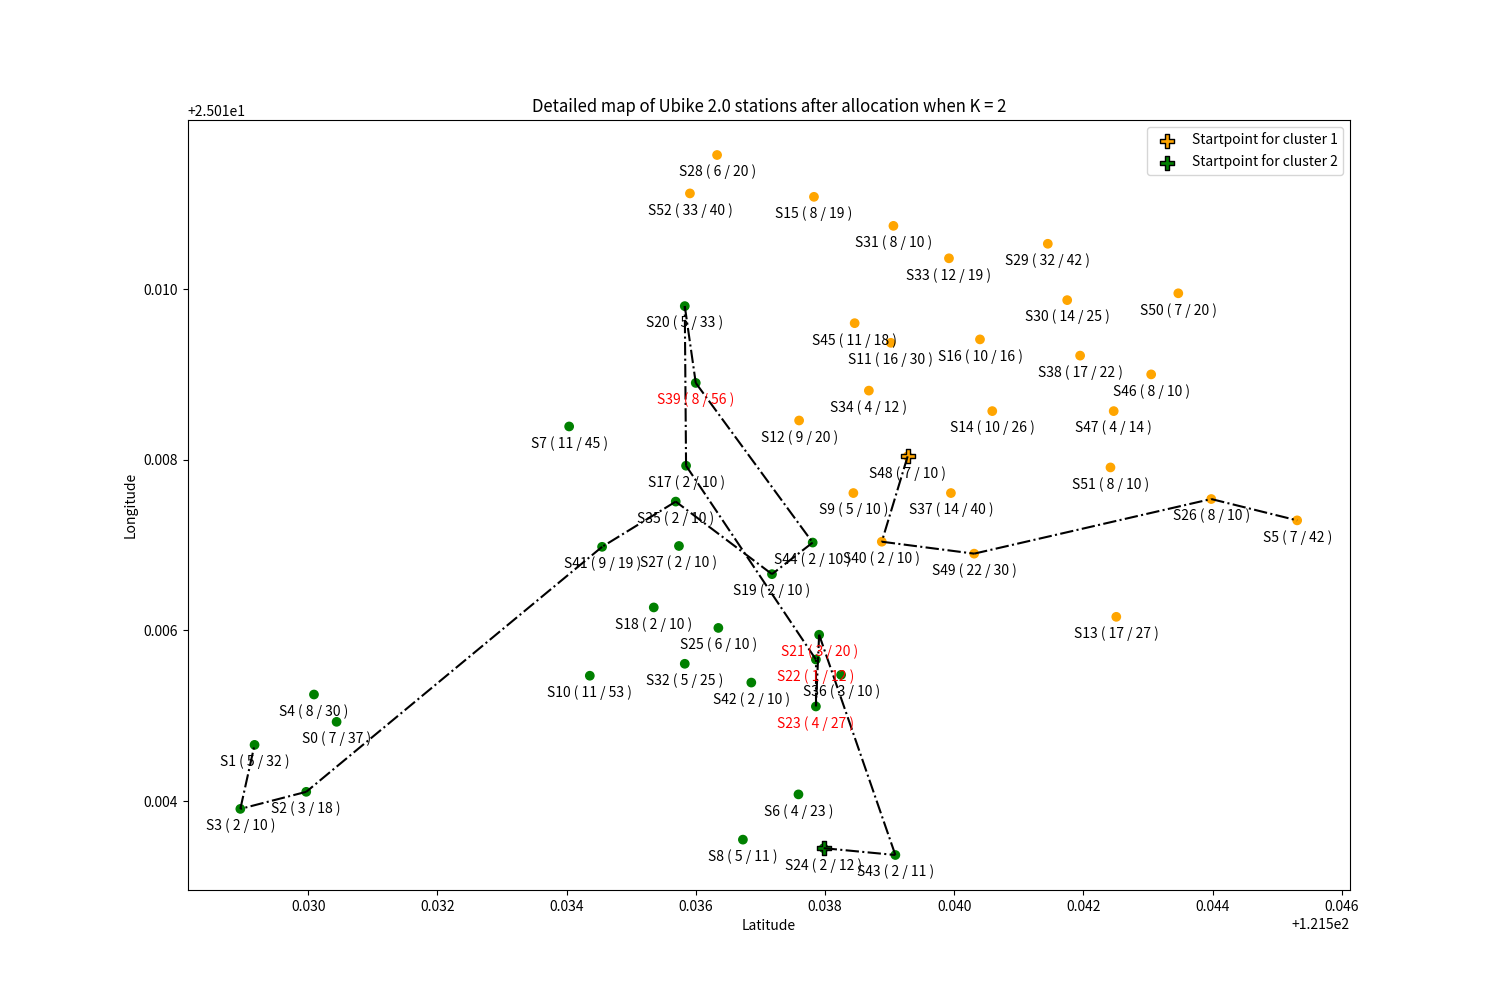 Detailed map of Ubike 2.0 stations after allocation when K = 2
+2.501e1
Startpoint for cluster 1
Startpoint for cluster 2
S28 ( 6 / 20 )
S52 ( 33 / 40 )
S15 ( 8 / 19 )
S31 ( 8 / 10 )
S29 ( 32 / 42 )
S33 ( 12 / 19 )
0.010
S50 ( 7 / 20 )
S30 ( 14 / 25 )
S20 ( 5 / 33 )
S45 ( 11 / 18 )
S11 ( 16 / 30 )
S16 ( 10 / 16 )
S38 ( 17 / 22 )
S46 ( 8 / 10 )
S39 ( 8 / 56 )
S34 ( 4 / 12 )
S14 ( 10 / 26 )
S47 ( 4 / 14 )
S12 ( 9 / 20 )
S7 ( 11 / 45 )
0.008
S48 ( 7 / 10 )
S17 ( 2 / 10 )
S51 ( 8 / 10 )
Longitude
S9 ( 5 / 10 )
S37 ( 14 / 40 )
S26 ( 8 / 10 )
S35 ( 2 / 10 )
S5 ( 7 / 42 )
S41 ( 9 / 19 )
S27 ( 2 / 10 )
S44 ( 2 / 10 )
S40 ( 2 / 10 )
S49 ( 22 / 30 )
S19 ( 2 / 10 )
0.006
S18 ( 2 / 10 )
S13 ( 17 / 27 )
S25 ( 6 / 10 )
S21 ( 3 / 20 )
S22 ( 1 / 12 )
S32 ( 5 / 25 )
S10 ( 11 / 53 )
S42 ( 2 / 10 )
S36 ( 3 / 10 )
S4 ( 8 / 30 )
S23 ( 4 / 27 )
S0 ( 7 / 37 )
S1 ( 5 / 32 )
0.004
S2 ( 3 / 18 )
S6 ( 4 / 23 )
S3 ( 2 / 10 )
S8 ( 5 / 11 )
S24 ( 2 / 12 )
S43 ( 2 / 11 )
0.030
0.032
0.034
0.036
0.038
0.040
0.042
0.044
0.046
Latitude
+1.215e2